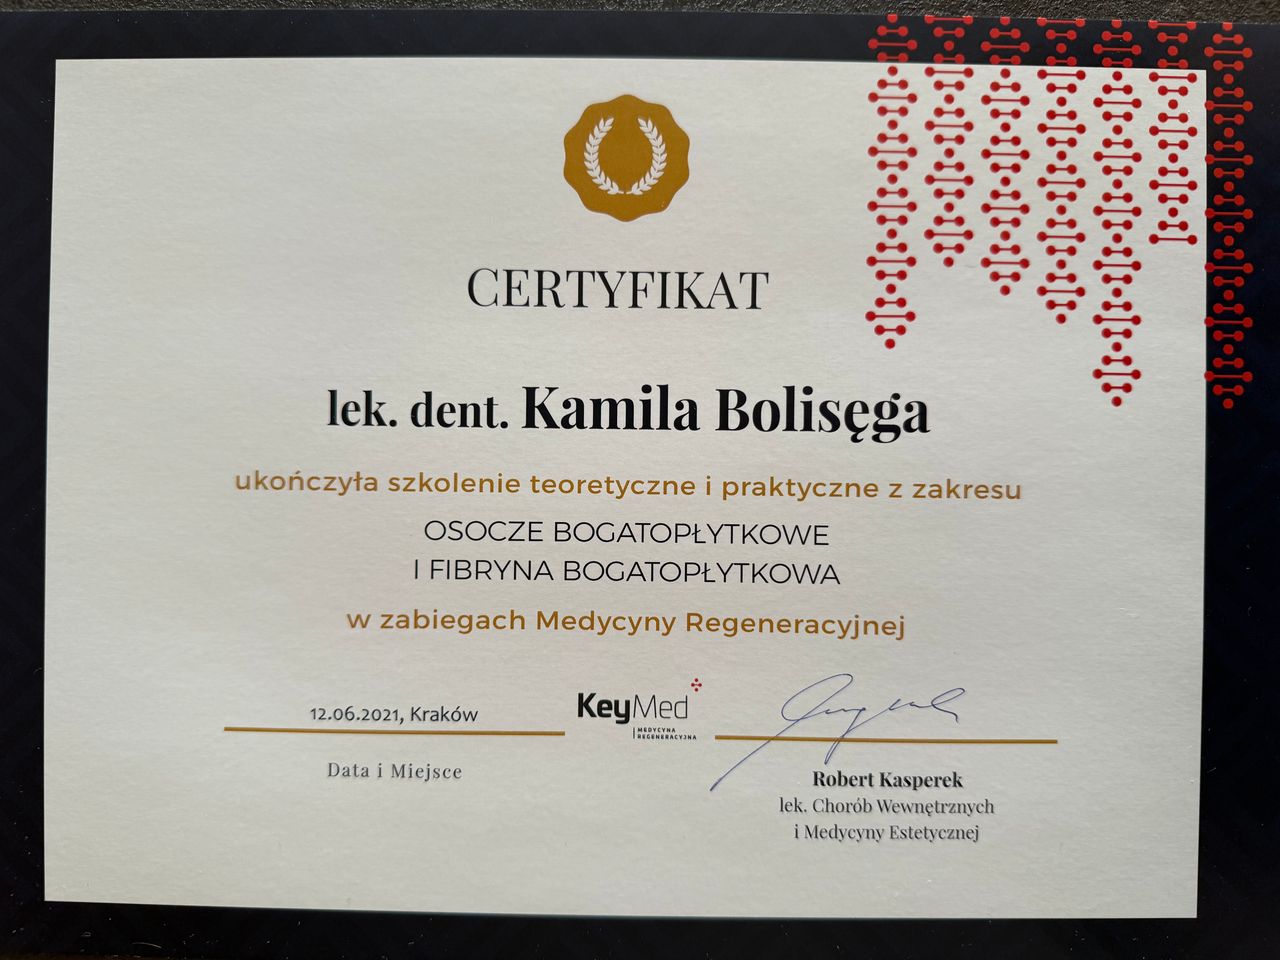 CERTYFIKAT
lek. dent. Kamila Bolisęga
ukończyła szkolenie teoretyczne i praktyczne z zakresu
OSOCZE BOGATOPŁYTKOWE
I FIBRYNA BOGATOPŁYTKOWA
w zabiegach Medycyny Regeneracyjnej
12.06.2021, Kraków
Data i Miejsce
KeyMed
MEDYCYNA
REGENERACYJNA
Robert Kasperek
lek. Chorób Wewnętrznych
i Medycyny Estetycznej